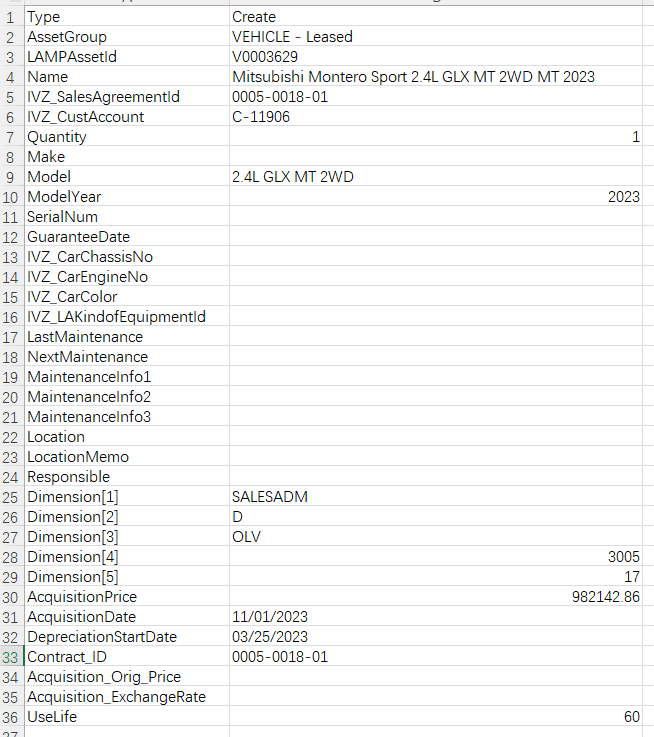 1 Type Create
2 AssetGroup VEHICLE - Leased
3 LAMPAssetId V0003629
4 Name Mitsubishi Montero Sport 2.4L GLX MT 2WD MT 2023
5 IVZ_SalesAgreementId 0005-0018-01
6 IVZ_CustAccount C-11906
7 Quantity 1
8 Make
9 Model 2.4L GLX MT 2WD
10 ModelYear 2023
11 SerialNum
12 GuaranteeDate
13 IVZ_CarChassisNo
14 IVZ_CarEngineNo
15 IVZ_CarColor
16 IVZ_LAKindofEquipmentId
17 LastMaintenance
18 NextMaintenance
19 MaintenanceInfo1
20 MaintenanceInfo2
21 MaintenanceInfo3
22 Location
23 LocationMemo
24 Responsible
25 Dimension[1] SALESADM
26 Dimension[2] D
27 Dimension[3] OLV
28 Dimension[4] 3005
29 Dimension[5] 17
30 AcquisitionPrice 982142.86
31 AcquisitionDate 11/01/2023
32 DepreciationStartDate 03/25/2023
33 Contract_ID 0005-0018-01
34 Acquisition_Orig_Price
35 Acquisition_ExchangeRate
36 UseLife 60